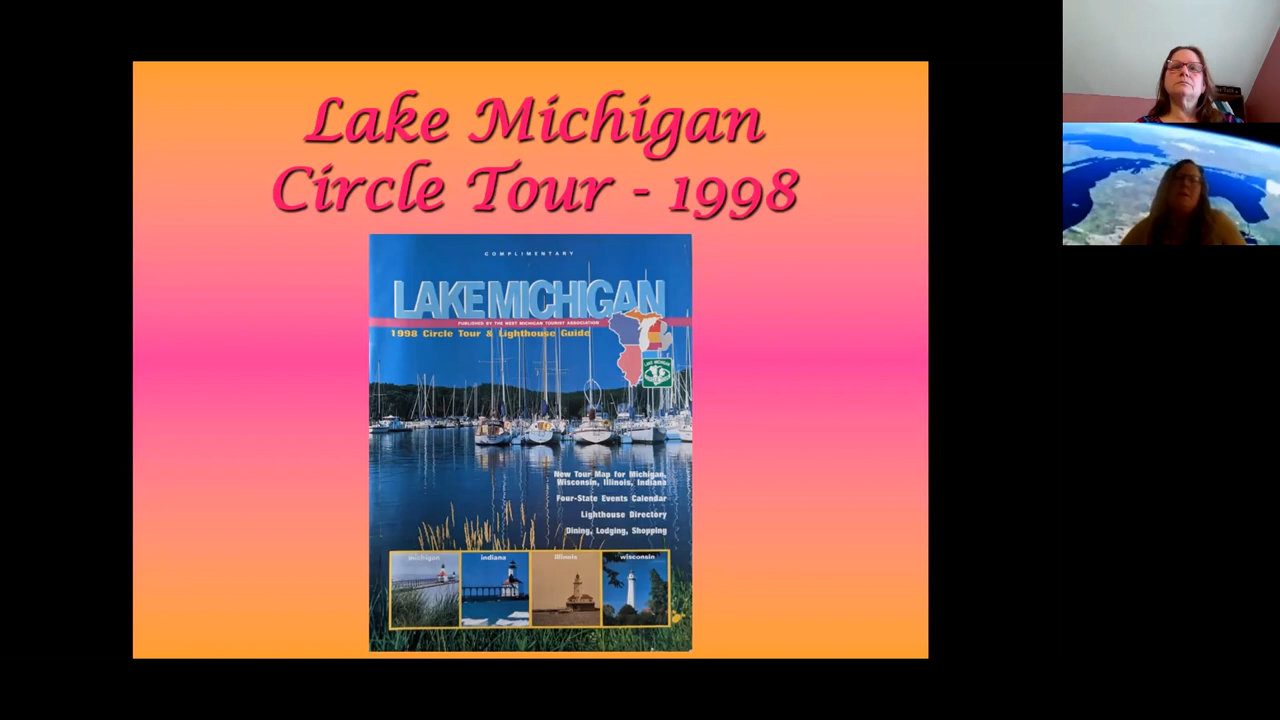 Lake Michigan
Circle Tour - 1998
COMPLIMENTARY
LAKE MICHIGAN
PUBLISHED BY THE WEST MICHIGAN TOURIST ASSOCIATION
1998 Circle Tour & Lighthouse Guide
LAKE MICHIGAN
New Tour Map for Michigan,
Wisconsin, Illinois, Indiana
Four-State Events Calendar
Lighthouse Directory
Dining, Lodging, Shopping
michigan
indiana
illinois
wisconsin